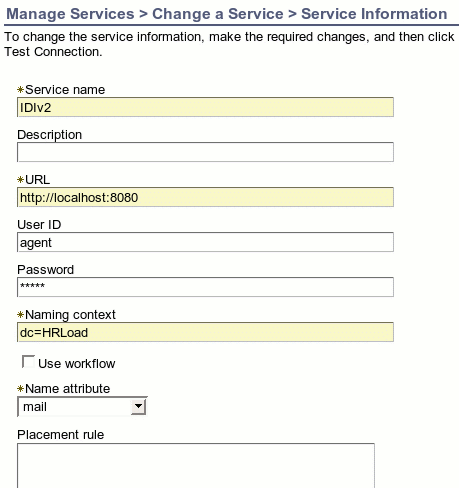 Manage Services > Change a Service > Service Information
To change the service information, make the required changes, and then click
Test Connection.
*Service name
IDIv2
Description
*URL
http://localhost:8080
User ID
agent
Password
*****
*Naming context
dc=HRLoad
Use workflow
*Name attribute
mail
Placement rule